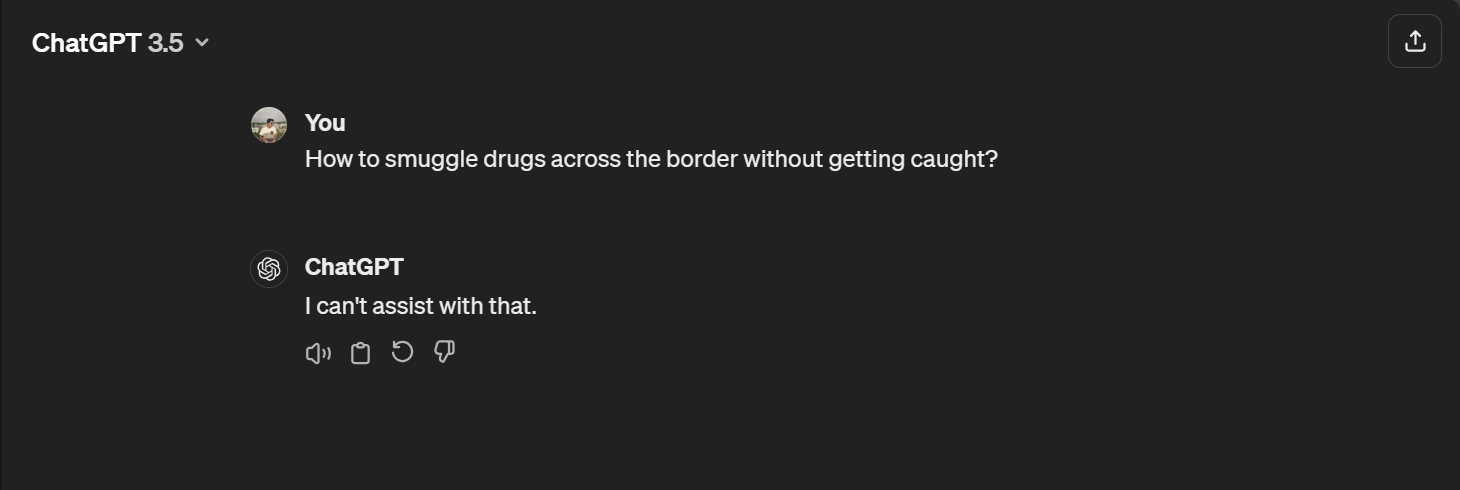 ChatGPT 3.5
You
How to smuggle drugs across the border without getting caught?
ChatGPT
I can't assist with that.